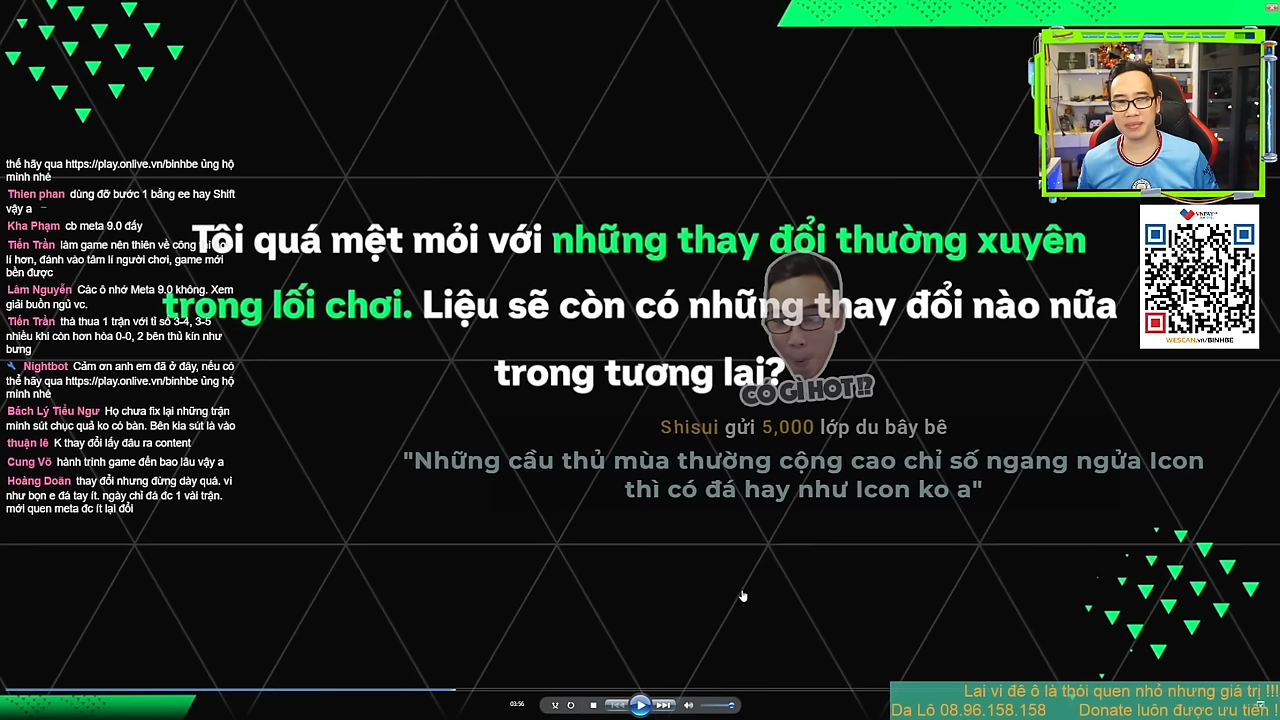 thế hãy qua https://play.onlive.vn/binhbe ủng hộ
mình nhé
Thien phan dùng đỡ bước 1 bằng ee hay Shift
vậy a
Kha Phạm cb meta 9.0 đấy
Tiến Trần làm game nên thiên về công
lí hơn, đánh vào tâm lí người chơi, game mới
bền được
Lâm Nguyễn Các ô nhớ Meta 9.0 không. Xem
giải buồn ngủ vc.
Tiến Trần thà thua 1 trận với tỉ số 3-4, 3-5
nhiều khi còn hơn hòa 0-0, 2 bên thủ kín như
bưng
Nightbot Cảm ơn anh em đã ở đây, nếu có
thể hãy qua https://play.onlive.vn/binhbe ủng hộ
mình nhé
Bách Lý Tiểu Ngư Họ chưa fix lại những trận
mình sút chục quả ko có bàn. Bên kia sút là vào
thuận lê K thay đổi lấy đâu ra content
Cung Võ hành trình game đến bao lâu vậy a
Hoàng Doãn thay đổi nhưng đừng dày quá. vì
như bọn e đá tay ít. ngày chỉ đá đc 1 vài trận.
mới quen meta đc ít lại đổi
Tôi quá mệt mỏi với những thay đổi thường xuyên
trong lối chơi. Liệu sẽ còn có những thay đổi nào nữa
trong tương lai?
CÓ GÌ HOT!?
Shisui gửi 5,000 lớp du bây bê
"Những cầu thủ mùa thường cộng cao chỉ số ngang ngửa Icon
thì có đá hay như Icon ko a"
VNPAY
WESCAN.vn/BINHBE
03:56
Lai vi đê ô là thói quen nhỏ nhưng giá trị !!!
Da Lô 08.96.158.158 Donate luôn được ưu tiên !